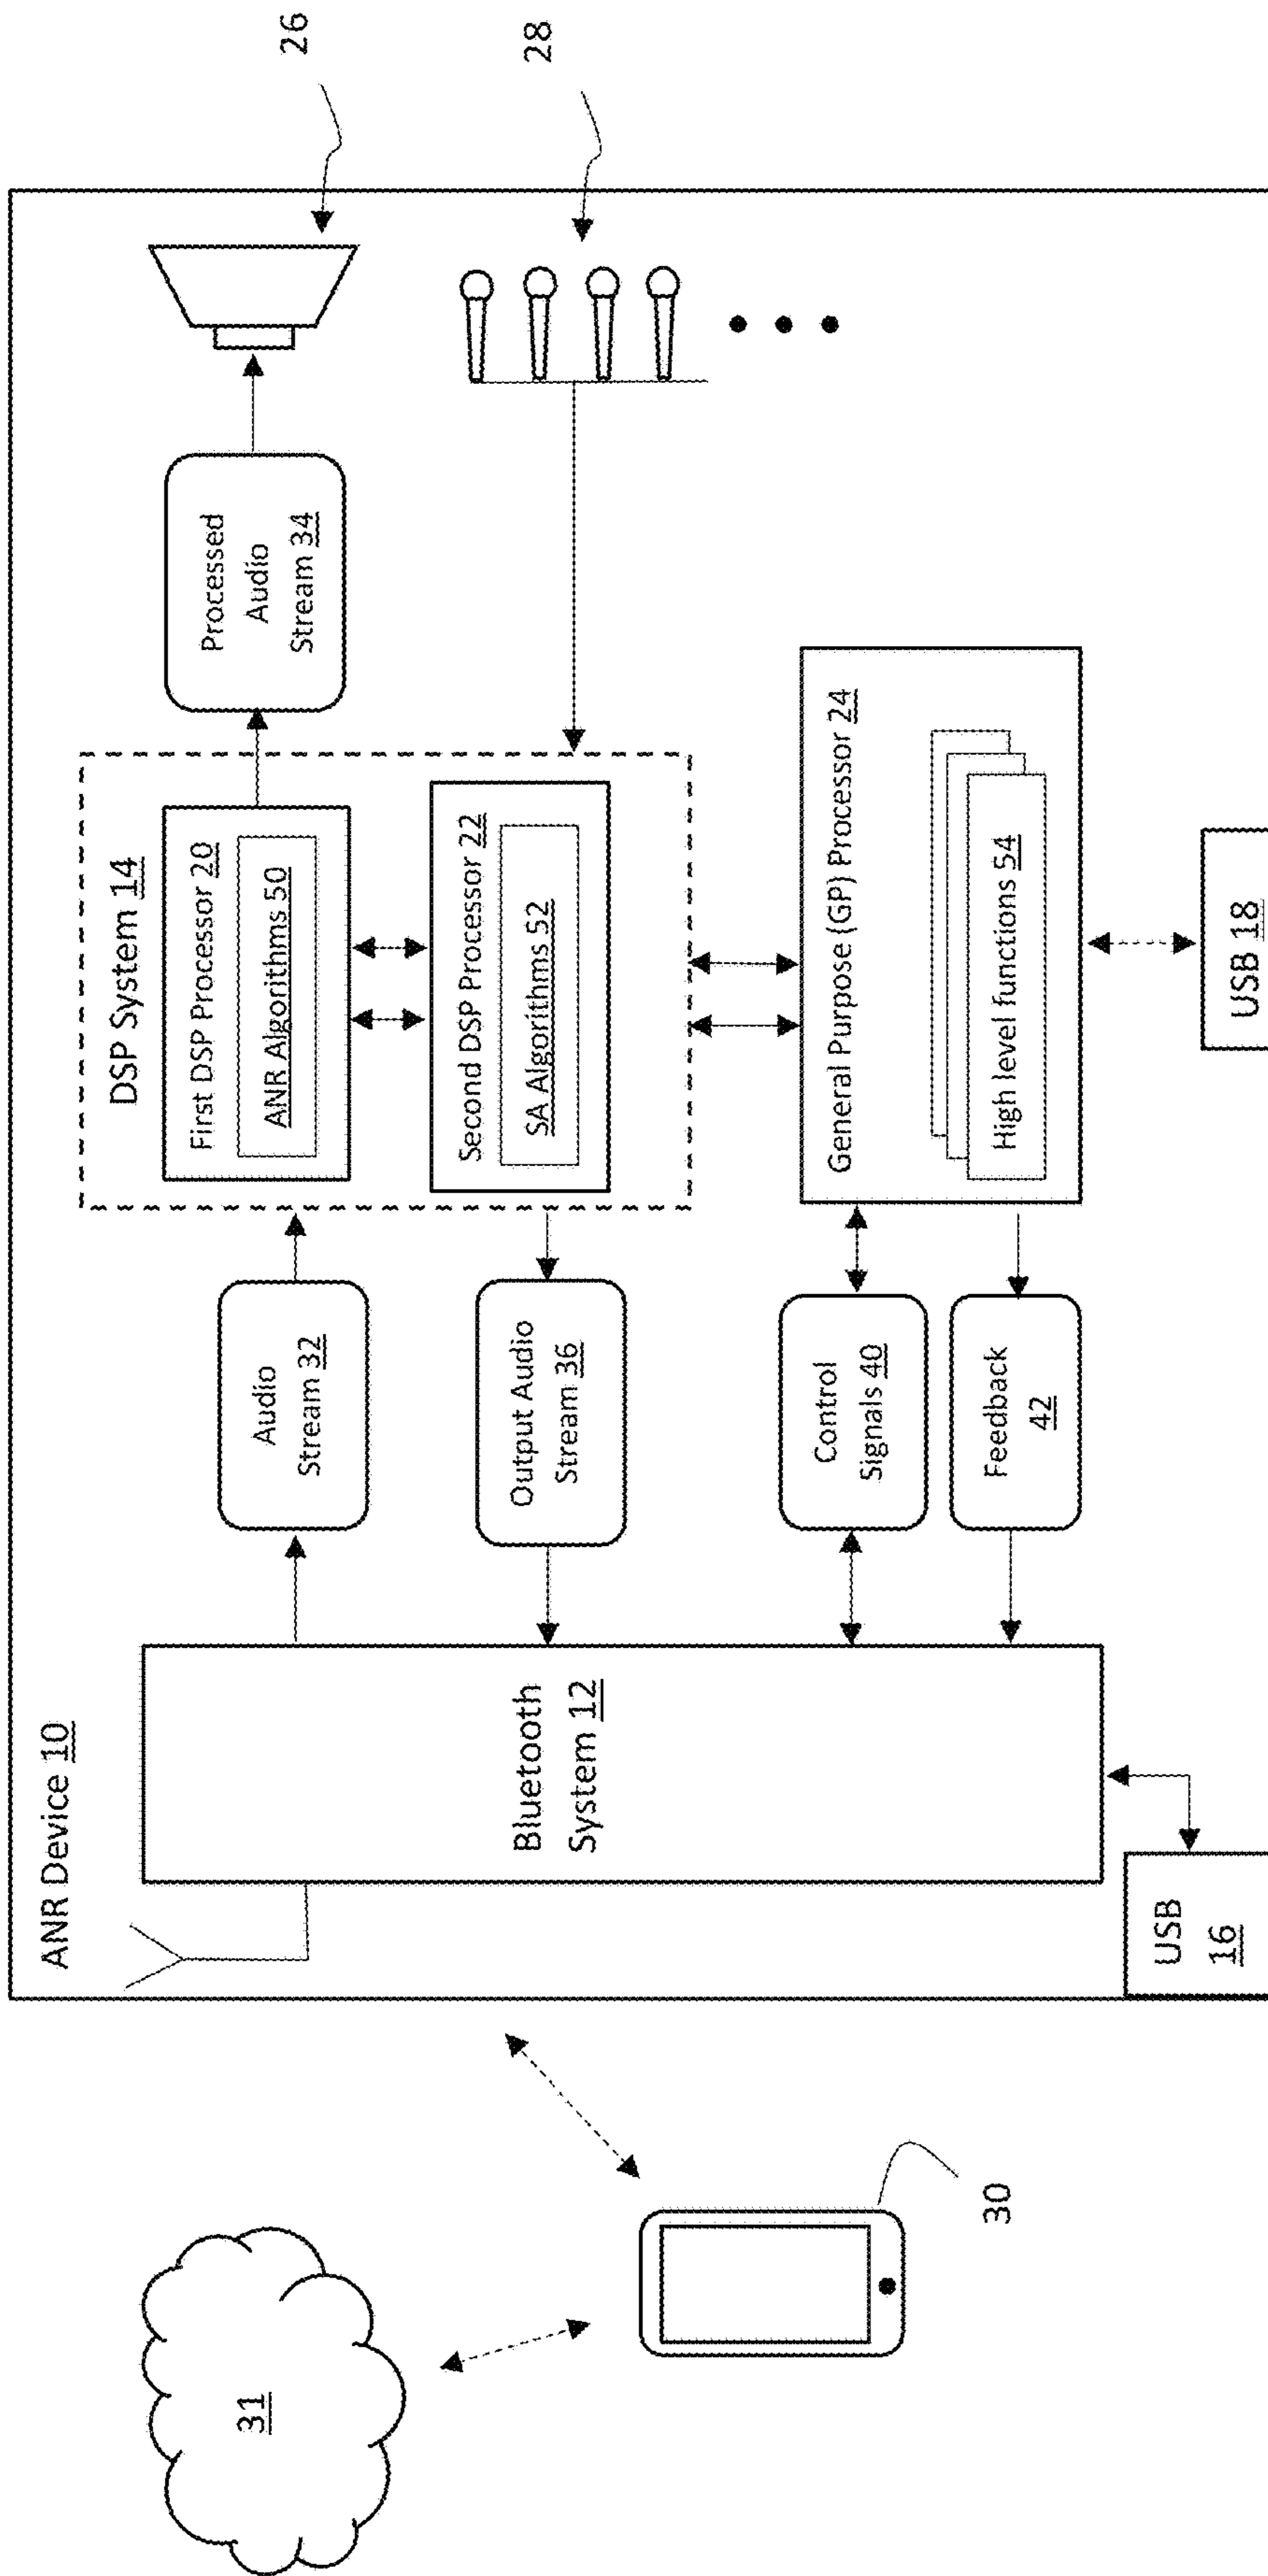 ANR Device 10
31
30
Bluetooth
System 12
USB
16
Audio
Stream 32
Output Audio
Stream 36
Control
Signals 40
Feedback
42
DSP System 14
First DSP Processor 20
ANR Algorithms 50
Second DSP Processor 22
SA Algorithms 52
General Purpose (GP) Processor 24
High level functions 54
USB 18
Processed
Audio
Stream 34
26
28